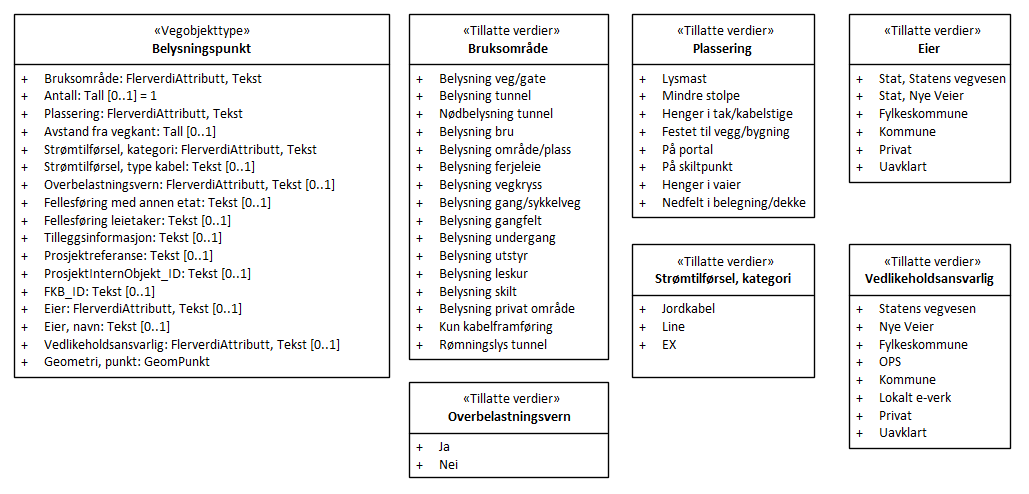 «Vegobjekttype»
Belysningspunkt
+ Bruksområde: FlerverdiAttributt, Tekst
+ Antall: Tall [0..1] = 1
+ Plassering: FlerverdiAttributt, Tekst
+ Avstand fra vegkant: Tall [0..1]
+ Strømtilførsel, kategori: FlerverdiAttributt, Tekst
+ Strømtilførsel, type kabel: Tekst [0..1]
+ Overbelastningsvern: FlerverdiAttributt, Tekst [0..1]
+ Fellesføring med annen etat: Tekst [0..1]
+ Fellesføring leietaker: Tekst [0..1]
+ Tilleggsinformasjon: Tekst [0..1]
+ Prosjektreferanse: Tekst [0..1]
+ ProsjektInternObjekt_ID: Tekst [0..1]
+ FKB_ID: Tekst [0..1]
+ Eier: FlerverdiAttributt, Tekst [0..1]
+ Eier, navn: Tekst [0..1]
+ Vedlikeholdsansvarlig: FlerverdiAttributt, Tekst [0..1]
+ Geometri, punkt: GeomPunkt
«Tillatte verdier»
Bruksområde
+ Belysning veg/gate
+ Belysning tunnel
+ Nødbelysning tunnel
+ Belysning bru
+ Belysning område/plass
+ Belysning ferjeleie
+ Belysning vegkryss
+ Belysning gang/sykkelveg
+ Belysning gangfelt
+ Belysning undergang
+ Belysning utstyr
+ Belysning leskur
+ Belysning skilt
+ Belysning privat område
+ Kun kabelframføring
+ Rømningslys tunnel
«Tillatte verdier»
Overbelastningsvern
+ Ja
+ Nei
«Tillatte verdier»
Plassering
+ Lysmast
+ Mindre stolpe
+ Henger i tak/kabelstige
+ Festet til vegg/bygning
+ På portal
+ På skiltpunkt
+ Henger i vaier
+ Nedfelt i belegning/dekke
«Tillatte verdier»
Strømtilførsel, kategori
+ Jordkabel
+ Line
+ EX
«Tillatte verdier»
Eier
+ Stat, Statens vegvesen
+ Stat, Nye Veier
+ Fylkeskommune
+ Kommune
+ Privat
+ Uavklart
«Tillatte verdier»
Vedlikeholdsansvarlig
+ Statens vegvesen
+ Nye Veier
+ Fylkeskommune
+ OPS
+ Kommune
+ Lokalt e-verk
+ Privat
+ Uavklart